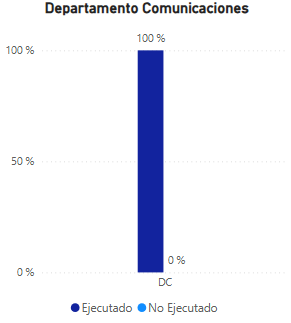 Departamento Comunicaciones
100 %
100 %
50 %
0 %
0 %
DC
Ejecutado No Ejecutado